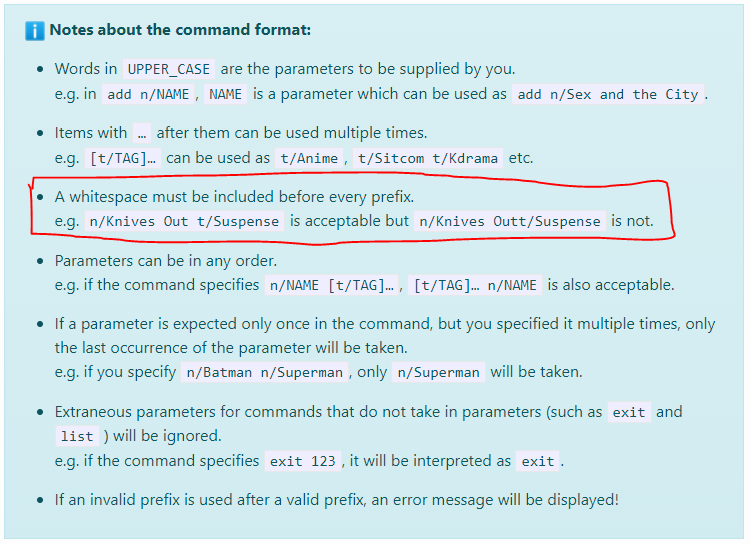 Notes about the command format:
• Words in UPPER_CASE are the parameters to be supplied by you.
e.g. in add n/NAME , NAME is a parameter which can be used as add n/Sex and the City .
• Items with … after them can be used multiple times.
e.g. [t/TAG]… can be used as t/Anime , t/Sitcom t/Kdrama etc.
• A whitespace must be included before every prefix.
e.g. n/Knives Out t/Suspense is acceptable but n/Knives Outt/Suspense is not.
• Parameters can be in any order.
e.g. if the command specifies n/NAME [t/TAG]… , [t/TAG]… n/NAME is also acceptable.
• If a parameter is expected only once in the command, but you specified it multiple times, only
the last occurrence of the parameter will be taken.
e.g. if you specify n/Batman n/Superman , only n/Superman will be taken.
• Extraneous parameters for commands that do not take in parameters (such as exit and
list ) will be ignored.
e.g. if the command specifies exit 123 , it will be interpreted as exit .
• If an invalid prefix is used after a valid prefix, an error message will be displayed!